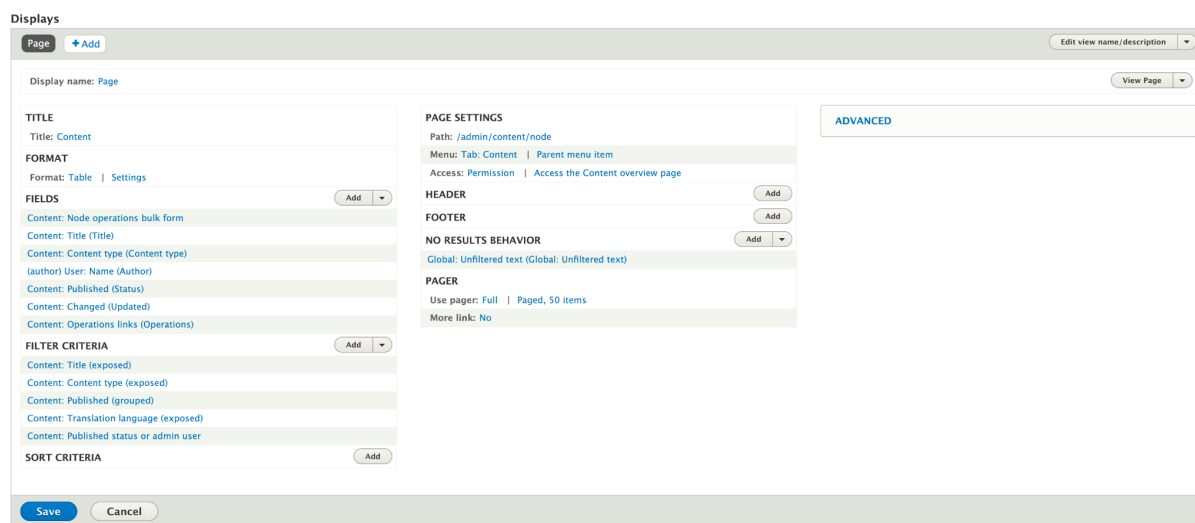 Displays
Page
+Add
Edit view name/description
Display name: Page
View Page
TITLE
Title: Content
FORMAT
Format: Table | Settings
FIELDS
Add
Content: Node operations bulk form
Content: Title (Title)
Content: Content type (Content type)
(author) User: Name (Author)
Content: Published (Status)
Content: Changed (Updated)
Content: Operations links (Operations)
FILTER CRITERIA
Add
Content: Title (exposed)
Content: Content type (exposed)
Content: Published (grouped)
Content: Translation language (exposed)
Content: Published status or admin user
SORT CRITERIA
Add
PAGE SETTINGS
Path: /admin/content/node
Menu: Tab: Content | Parent menu item
Access: Permission | Access the Content overview page
HEADER
Add
FOOTER
Add
NO RESULTS BEHAVIOR
Add
Global: Unfiltered text (Global: Unfiltered text)
PAGER
Use pager: Full | Paged, 50 items
More link: No
ADVANCED
Save
Cancel